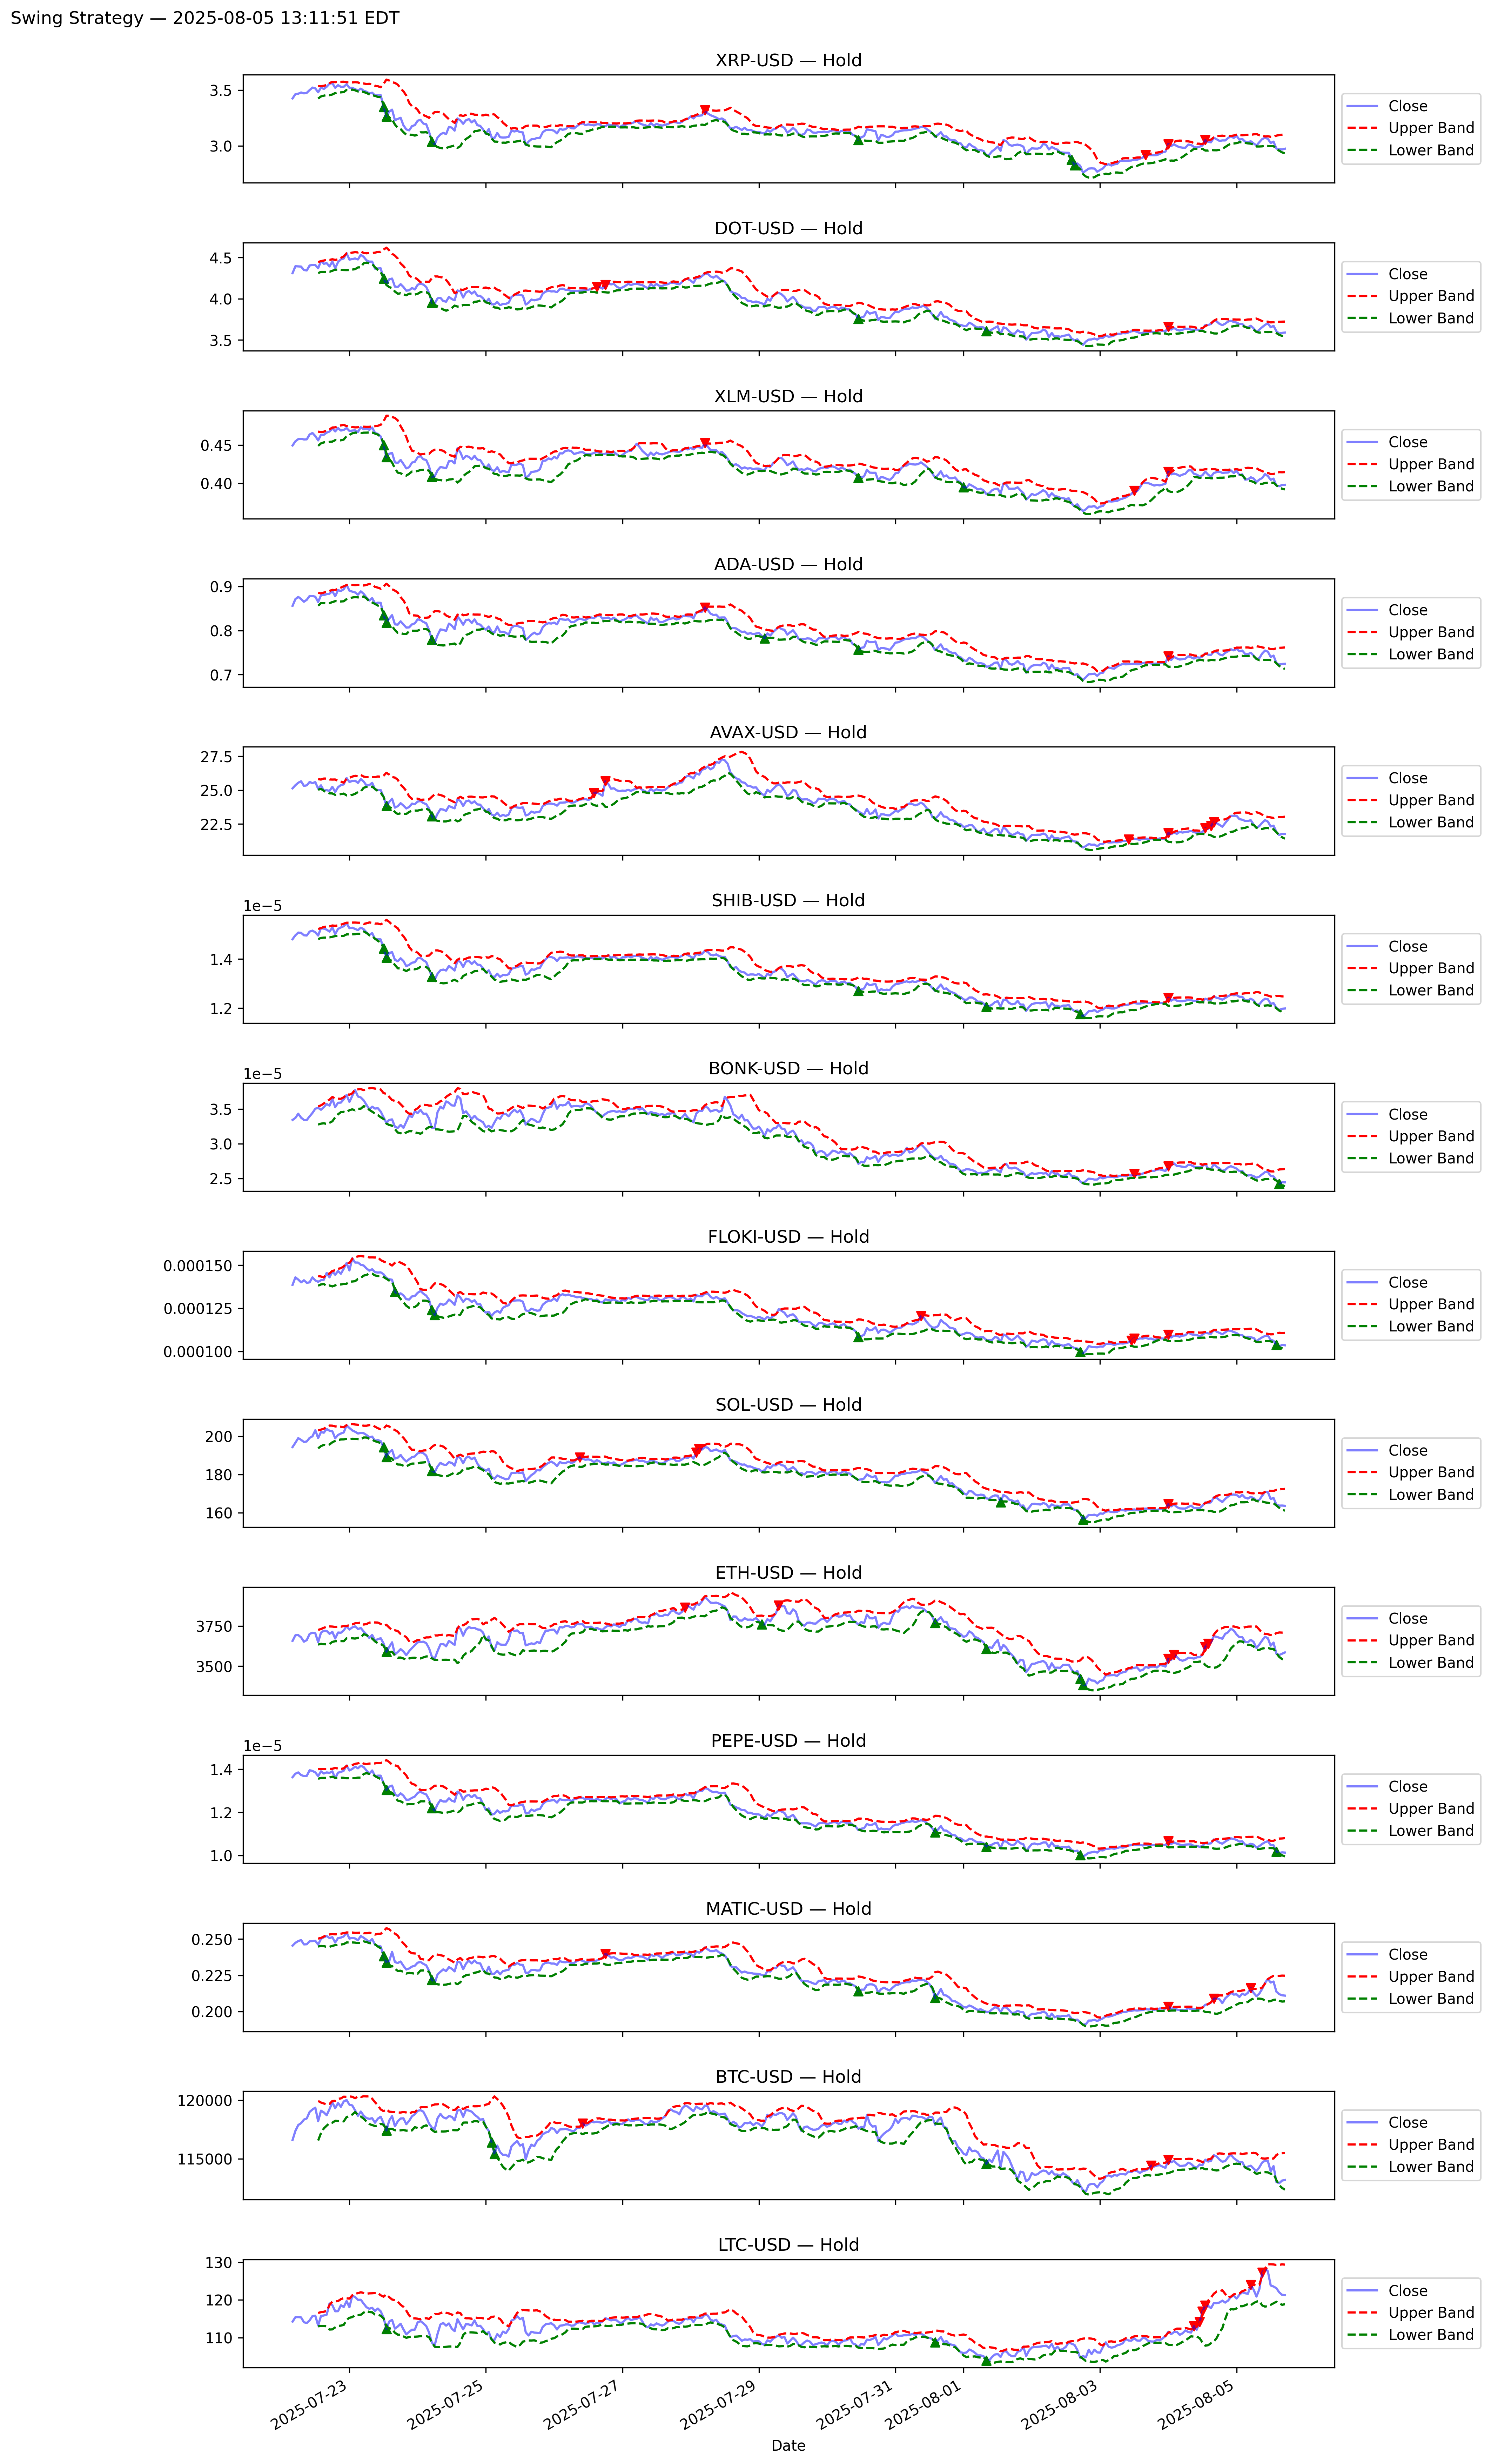 Swing Strategy — 2025-08-05 13:11:51 EDT
XRP-USD — Hold
3.5
3.0
Close
Upper Band
Lower Band
DOT-USD — Hold
4.5
4.0
3.5
Close
Upper Band
Lower Band
XLM-USD — Hold
0.45
0.40
Close
Upper Band
Lower Band
ADA-USD — Hold
0.9
0.8
0.7
Close
Upper Band
Lower Band
AVAX-USD — Hold
27.5
25.0
22.5
Close
Upper Band
Lower Band
SHIB-USD — Hold
1e−5
1.4
1.2
Close
Upper Band
Lower Band
BONK-USD — Hold
1e−5
3.5
3.0
2.5
Close
Upper Band
Lower Band
FLOKI-USD — Hold
0.000150
0.000125
0.000100
Close
Upper Band
Lower Band
SOL-USD — Hold
200
180
160
Close
Upper Band
Lower Band
ETH-USD — Hold
3750
3500
Close
Upper Band
Lower Band
PEPE-USD — Hold
1e−5
1.4
1.2
1.0
Close
Upper Band
Lower Band
MATIC-USD — Hold
0.250
0.225
0.200
Close
Upper Band
Lower Band
BTC-USD — Hold
120000
115000
Close
Upper Band
Lower Band
LTC-USD — Hold
130
120
110
Close
Upper Band
Lower Band
2025-07-23
2025-07-25
2025-07-27
2025-07-29
2025-07-31
2025-08-01
2025-08-03
2025-08-05
Date